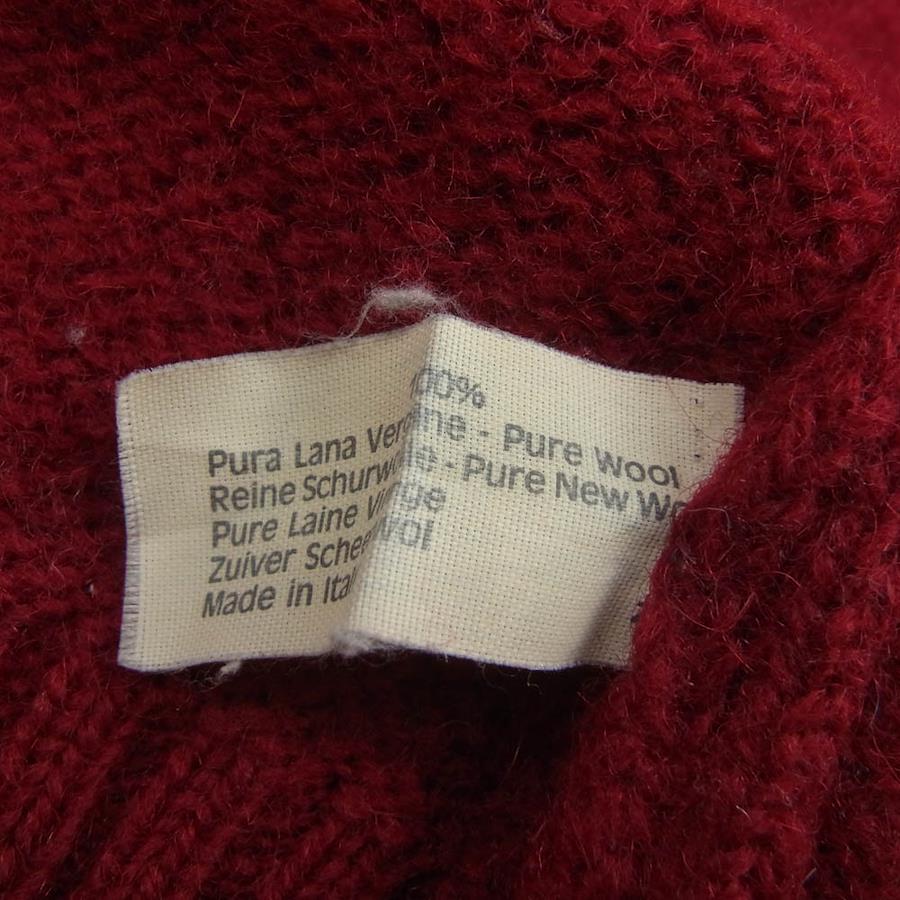 100%
Pura Lana Vergine - Pure Wool
Reine Schurwolle - Pure New Wo
Pure Laine Vierge
Zuiver Scheerwol
Made in Ital